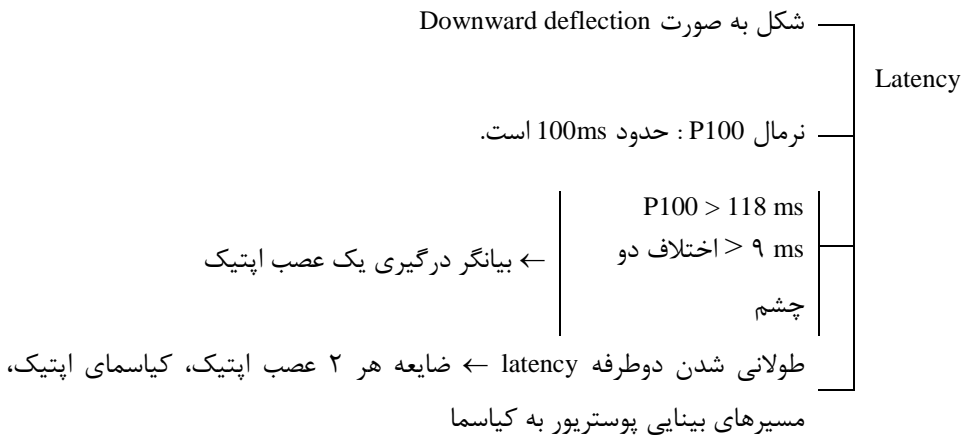 شکل به صورت Downward deflection
Latency
نرمال P100 : حدود 100ms است.
P100 > 118 ms
۹ ms < اختلاف دو
چشم
← بیانگر درگیری یک عصب اپتیک
طولانی شدن دوطرفه latency ← ضایعه هر ۲ عصب اپتیک، کیاسمای اپتیک،
مسیرهای بینایی پوستریور به کیاسما